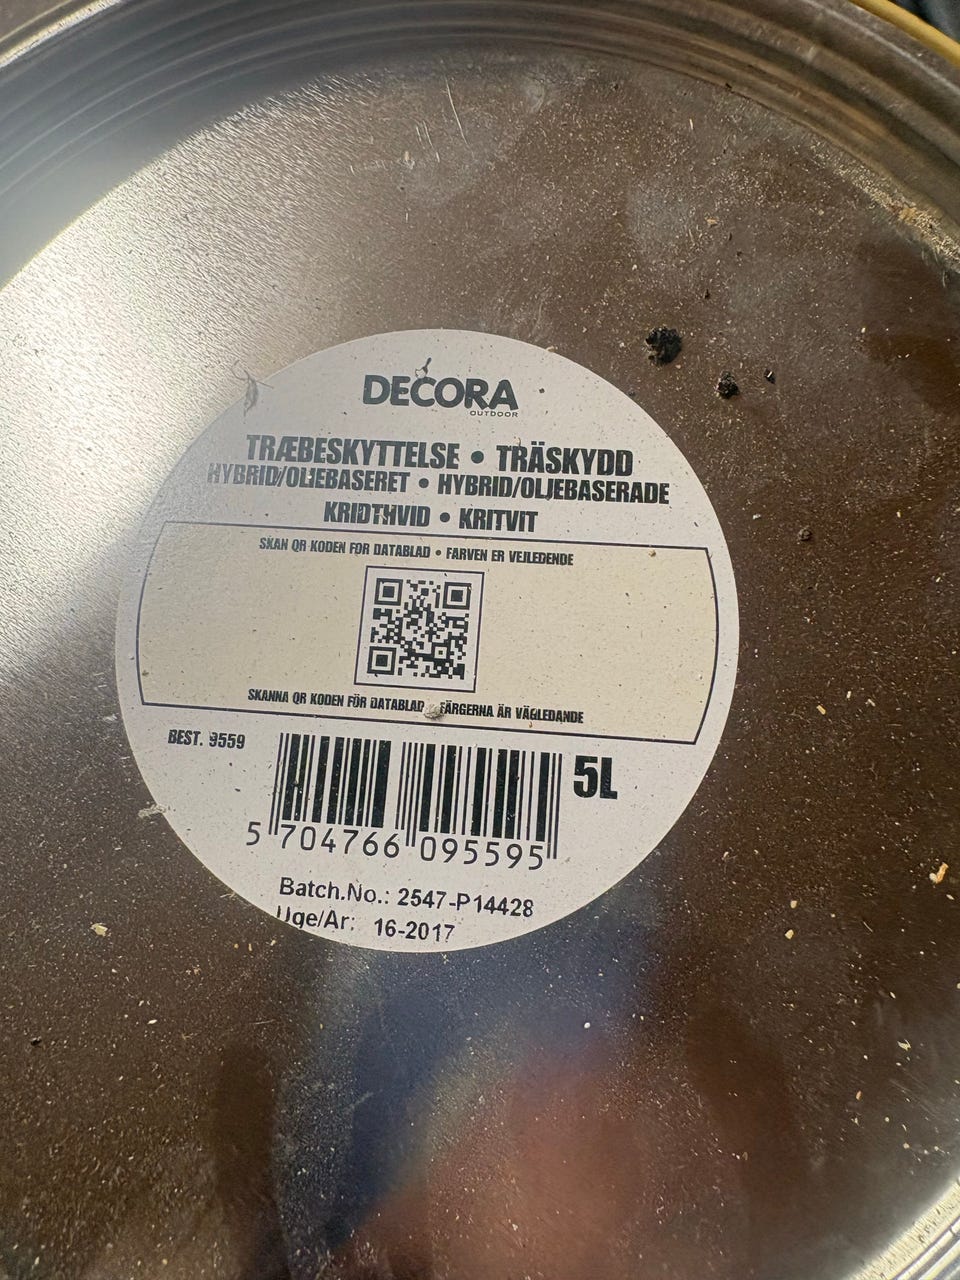 DECORA
OUTDOOR
TRÆBESKYTTELSE • TRÄSKYDD
HYBRID/OLIEBASERET • HYBRID/OLJEBASERADE
KRIDTHVID • KRITVIT
SKAN QR KODEN FOR DATABLAD • FARVEN ER VEJLEDENDE
SKANNA QR KODEN FÖR DATABLAD FÄRGERNA ÄR VÄGLEDANDE
BEST. 9559
5L
5 704766 095595
Batch.No.: 2547-P14428
Uge/Ar: 16-2017